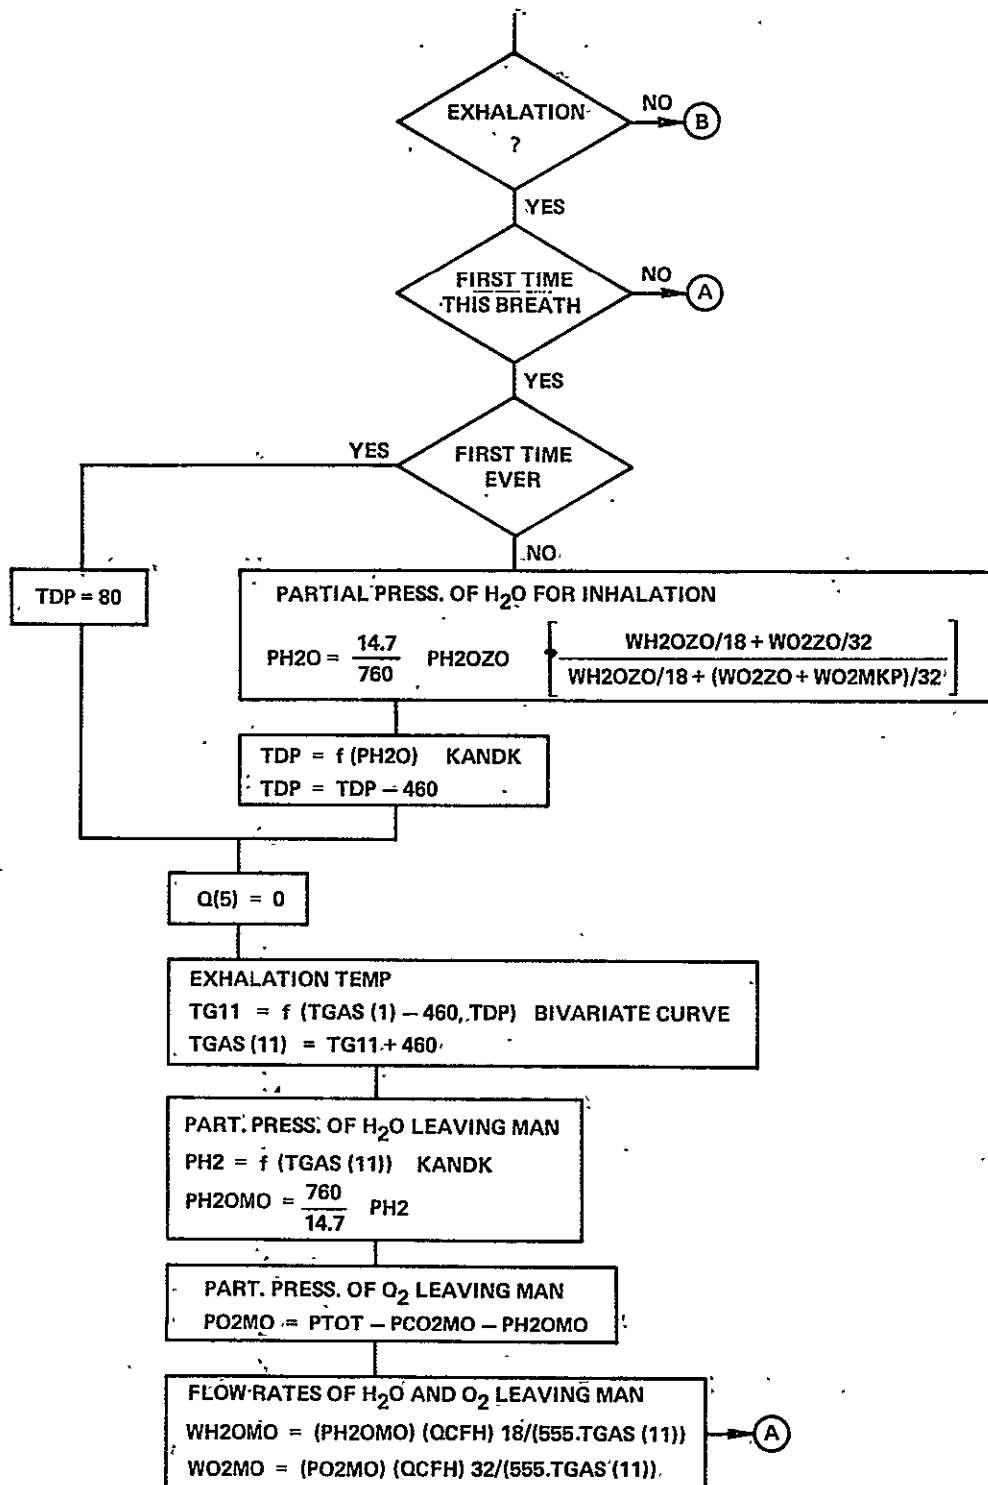 EXHALATION
?
NO
B
YES
FIRST TIME
THIS BREATH
NO
A
YES
FIRST TIME
EVER
YES
NO
TDP = 80
PARTIAL PRESS. OF H₂O FOR INHALATION
PH2O = 14.7/760 PH2OZO [WH2OZO/18 + WO2ZO/32 / WH2OZO/18 + (WO2ZO + WO2MKP)/32]
TDP = f (PH2O) KANDK
TDP = TDP – 460
Q(5) = 0
EXHALATION TEMP
TG11 = f (TGAS (1) – 460, TDP) BIVARIATE CURVE
TGAS (11) = TG11 + 460
PART. PRESS. OF H₂O LEAVING MAN
PH2 = f (TGAS (11)) KANDK
PH2OMO = 760/14.7 PH2
PART. PRESS. OF O₂ LEAVING MAN
PO2MO = PTOT – PCO2MO – PH2OMO
FLOW RATES OF H₂O AND O₂ LEAVING MAN
WH2OMO = (PH2OMO) (QCFH) 18/(555.TGAS (11))
WO2MO = (PO2MO) (QCFH) 32/(555.TGAS (11))
A